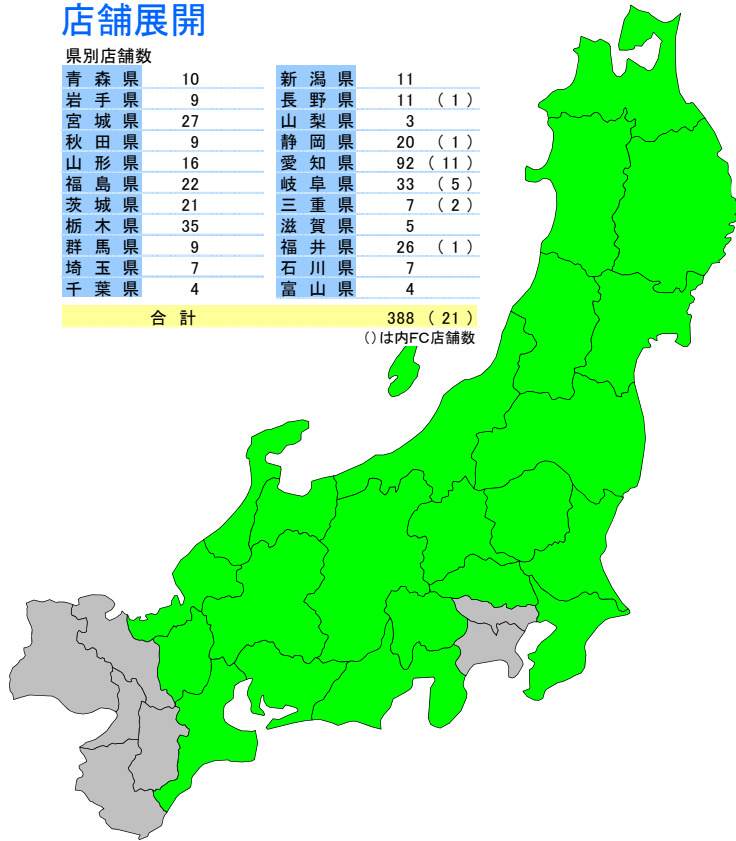 店舗展開
県別店舗数
青森県 10 新潟県 11
岩手県 9 長野県 11 (1)
宮城県 27 山梨県 3
秋田県 9 静岡県 20 (1)
山形県 16 愛知県 92 (11)
福島県 22 岐阜県 33 (5)
茨城県 21 三重県 7 (2)
栃木県 35 滋賀県 5
群馬県 9 福井県 26 (1)
埼玉県 7 石川県 7
千葉県 4 富山県 4
合計 388 (21)
()は内FC店舗数